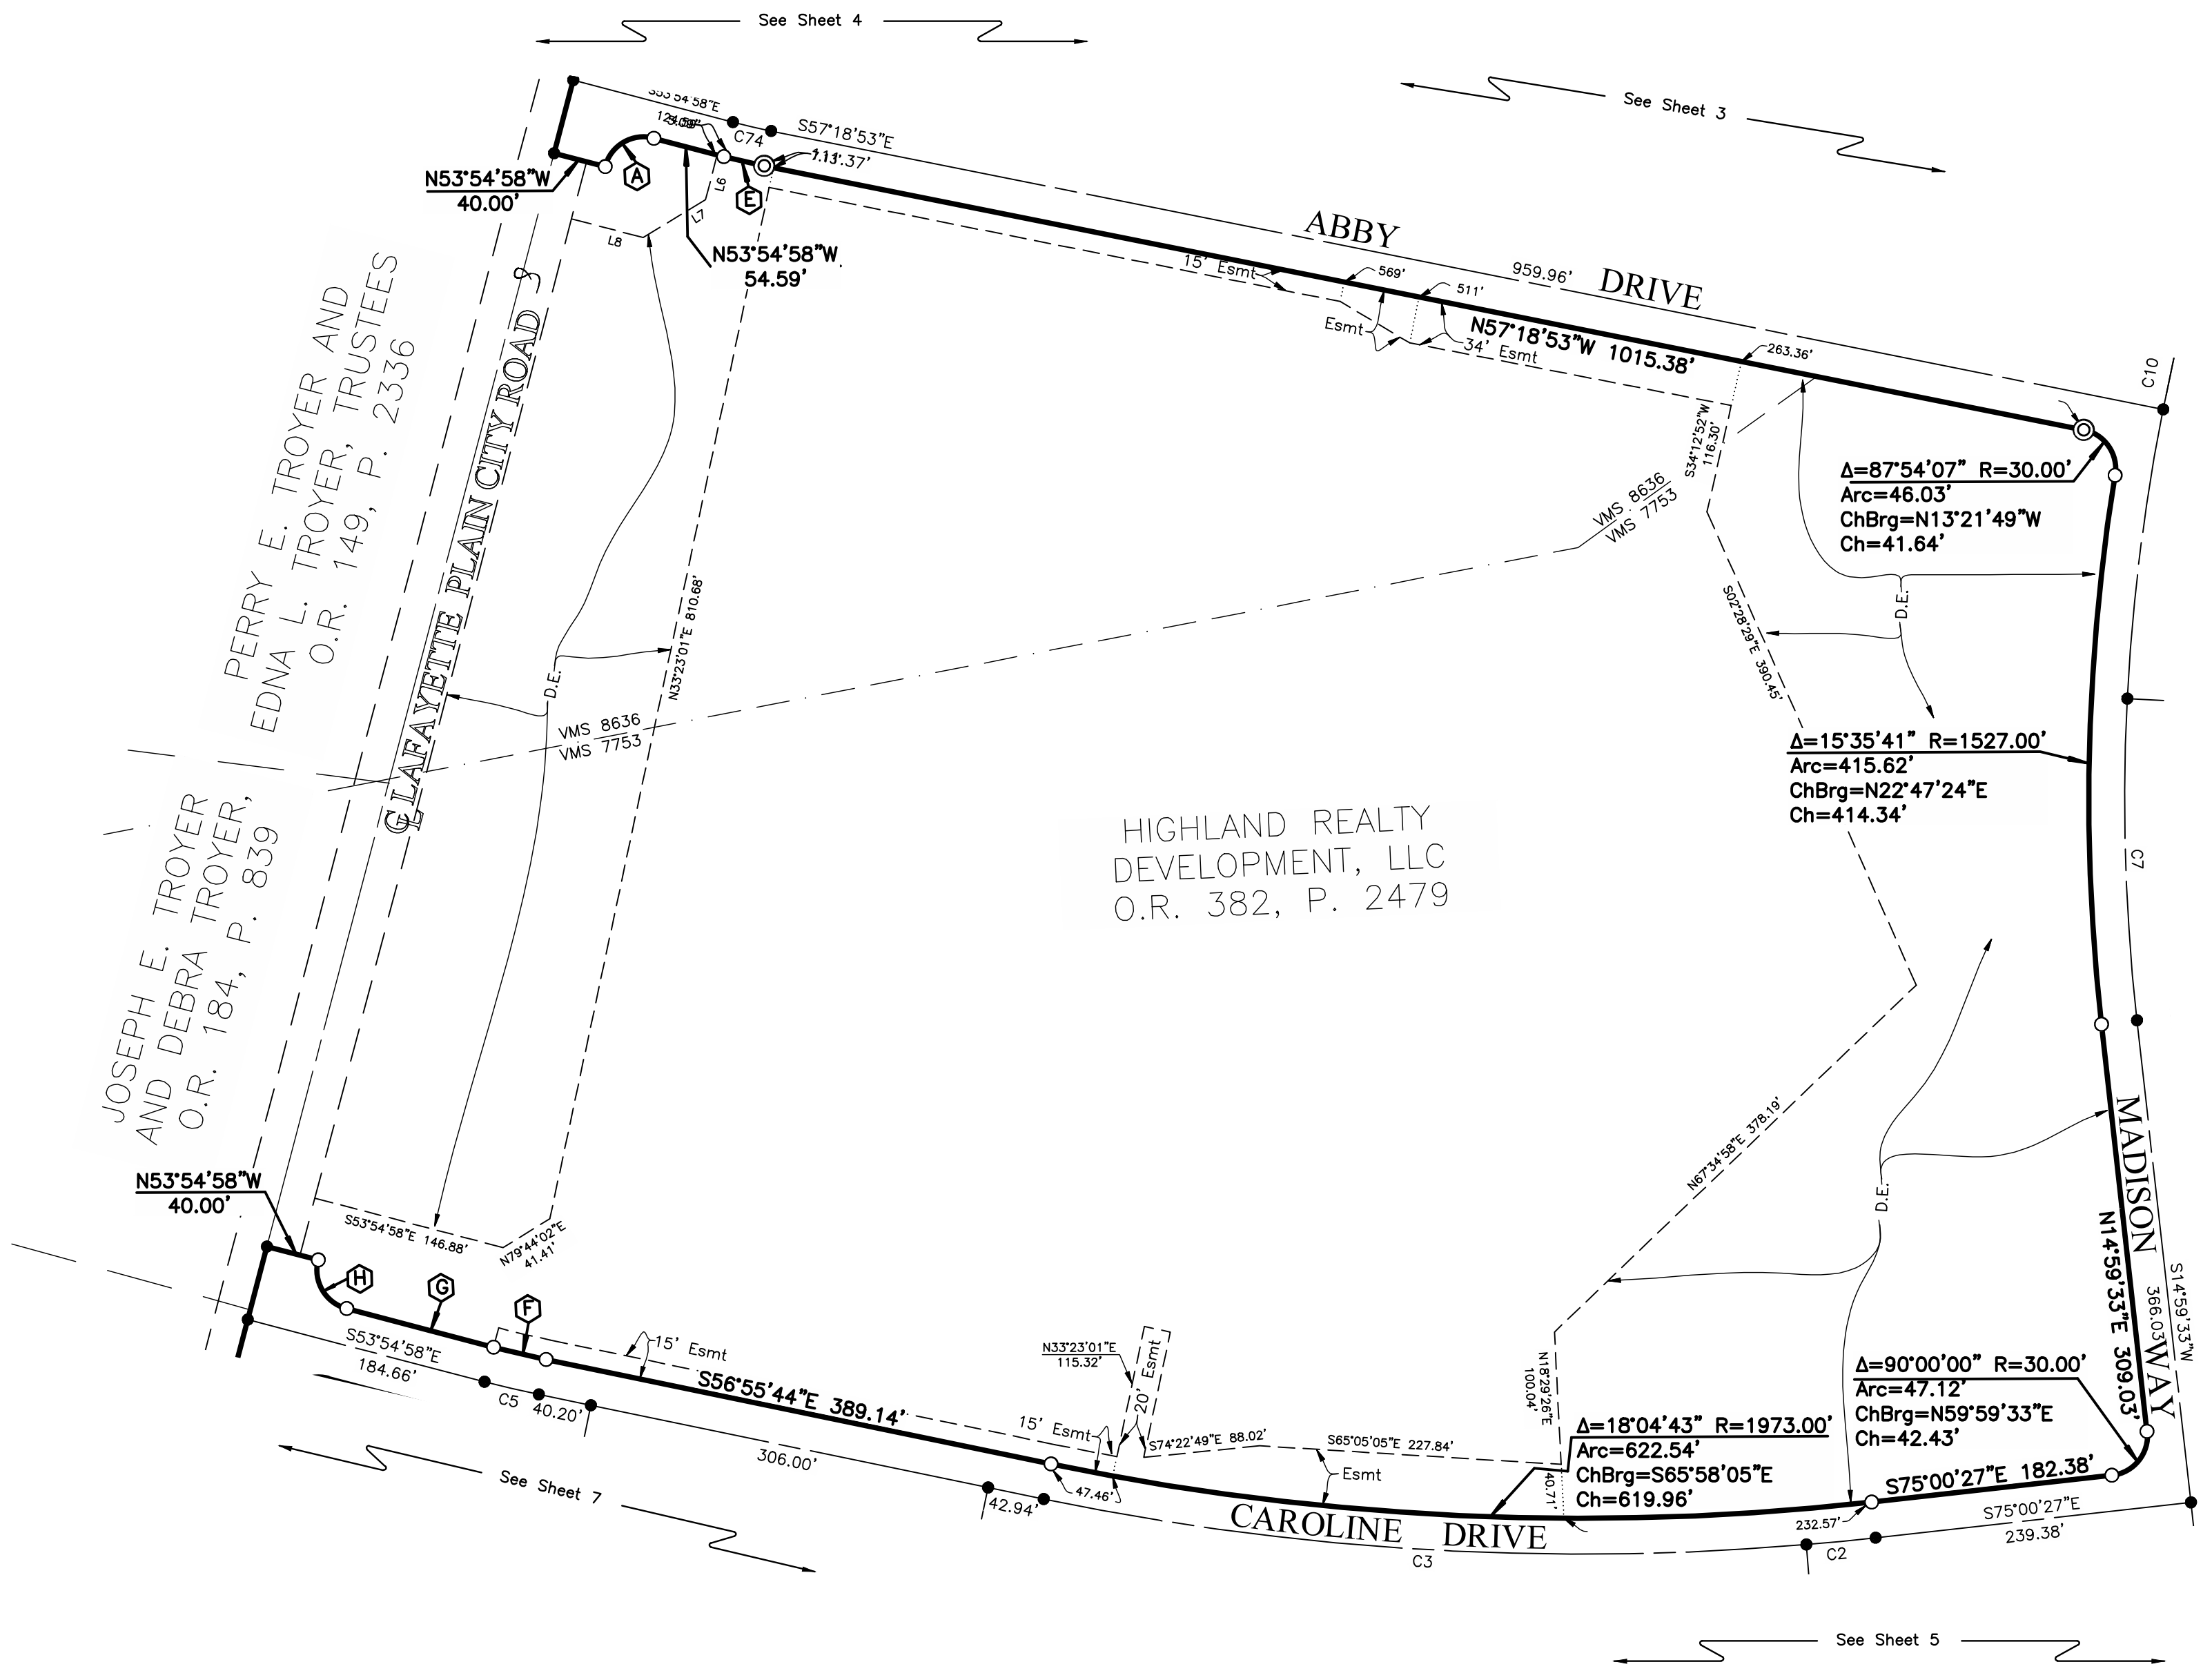 See Sheet 4
See Sheet 3
S53°54'58"E
C74
S57°18'53"E
N53°54'58"W
40.00'
A
E
L6
L7
L8
N53°54'58"W
54.59'
ABBY DRIVE
959.96'
15' Esmt
569'
511'
Esmt
34' Esmt
N57°18'53"W 1015.38'
263.36'
C10
S34°12'52"W
116.30'
Δ=87°54'07" R=30.00'
Arc=46.03'
ChBrg=N13°21'49"W
Ch=41.64'
VMS 8636
VMS 7753
PERRY E. TROYER AND
EDNA L. TROYER, TRUSTEES
O.R. 149, P. 2336
LAFAYETTE PLAIN CITY ROAD
D.E.
N33°23'01"E 810.68'
VMS 8636
VMS 7753
D.E.
S02°28'29"E 390.45'
Δ=15°35'41" R=1527.00'
Arc=415.62'
ChBrg=N22°47'24"E
Ch=414.34'
C7
HIGHLAND REALTY
DEVELOPMENT, LLC
O.R. 382, P. 2479
JOSEPH E. TROYER
AND DEBRA TROYER,
O.R. 184, P. 839
N53°54'58"W
40.00'
S53°54'58"E 146.88'
N79°44'02"E
41.41'
H
G
F
N67°34'58"E 378.19'
D.E.
MADISON WAY
N14°59'33"E 309.03'
S14°59'33"W
366.03'
S53°54'58"E
184.66'
C5
40.20'
15' Esmt
S56°55'44"E 389.14'
306.00'
42.94'
See Sheet 7
N33°23'01"E
115.32'
20' Esmt
15' Esmt
47.46'
S74°22'49"E 88.02'
S65°05'05"E 227.84'
Esmt
N18°29'26"E
100.04'
40.71'
Δ=18°04'43" R=1973.00'
Arc=622.54'
ChBrg=S65°58'05"E
Ch=619.96'
Δ=90°00'00" R=30.00'
Arc=47.12'
ChBrg=N59°59'33"E
Ch=42.43'
S75°00'27"E 182.38'
232.57'
S75°00'27"E
239.38'
CAROLINE DRIVE
C3
C2
See Sheet 5